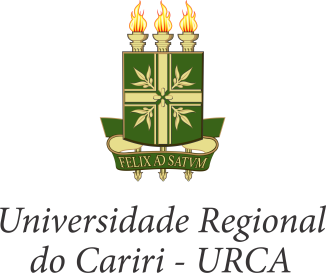 FELIX AD SATVM
Universidade Regional
do Cariri - URCA